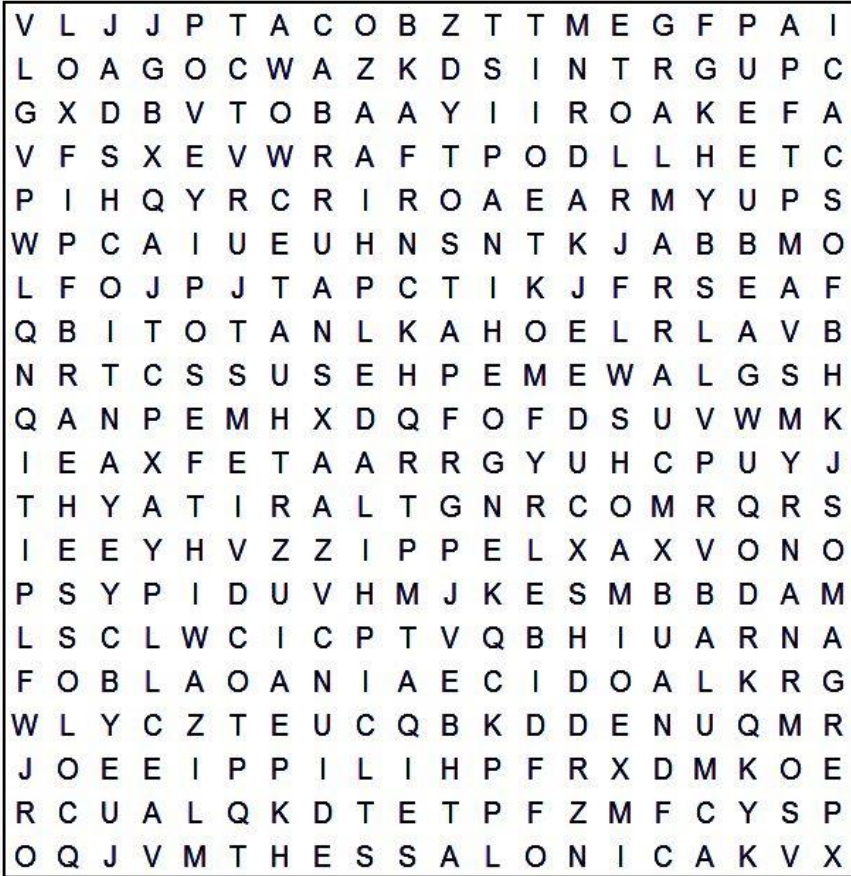 V L J J P T A C O B Z T T M E G F P A I
L O A G O C W A Z K D S I N T R G U P C
G X D B V T O B A A Y I I R O A K E F A
V F S X E V W R A F T P O D L L H E T C
P I H Q Y R C R I R O A E A R M Y U P S
W P C A I U E U H N S N T K J A B B M O
L F O J P J T A P C T I K J F R S E A F
Q B I T O T A N L K A H O E L R L A V B
N R T C S S U S E H P E M E W A L G S H
Q A N P E M H X D Q F O F D S U V W M K
I E A X F E T A A R R G Y U H C P U Y J
T H Y A T I R A L T G N R C O M R Q R S
I E E Y H V Z Z I P P E L X A X V O N O
P S Y P I D U V H M J K E S M B B D A M
L S C L W C I C P T V Q B H I U A R N A
F O B L A O A N I A E C I D O A L K R G
W L Y C Z T E U C Q B K D D E N U Q M R
J O E E I P P I L I H P F R X D M K O E
R C U A L Q K D T E T P F Z M F C Y S P
O Q J V M T H E S S A L O N I C A K V X